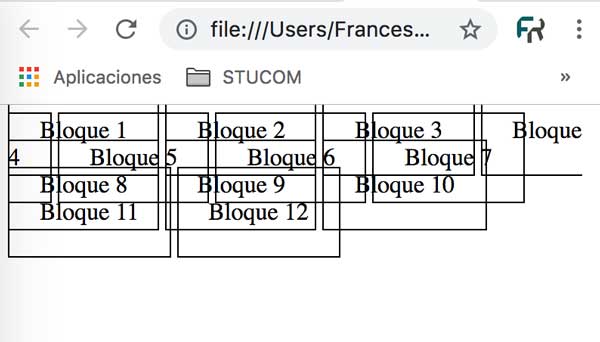 file:///Users/Frances...
FR
Aplicaciones STUCOM »
Bloque 1 Bloque 2 Bloque 3 Bloque
4 Bloque 5 Bloque 6 Bloque 7
Bloque 8 Bloque 9 Bloque 10
Bloque 11 Bloque 12